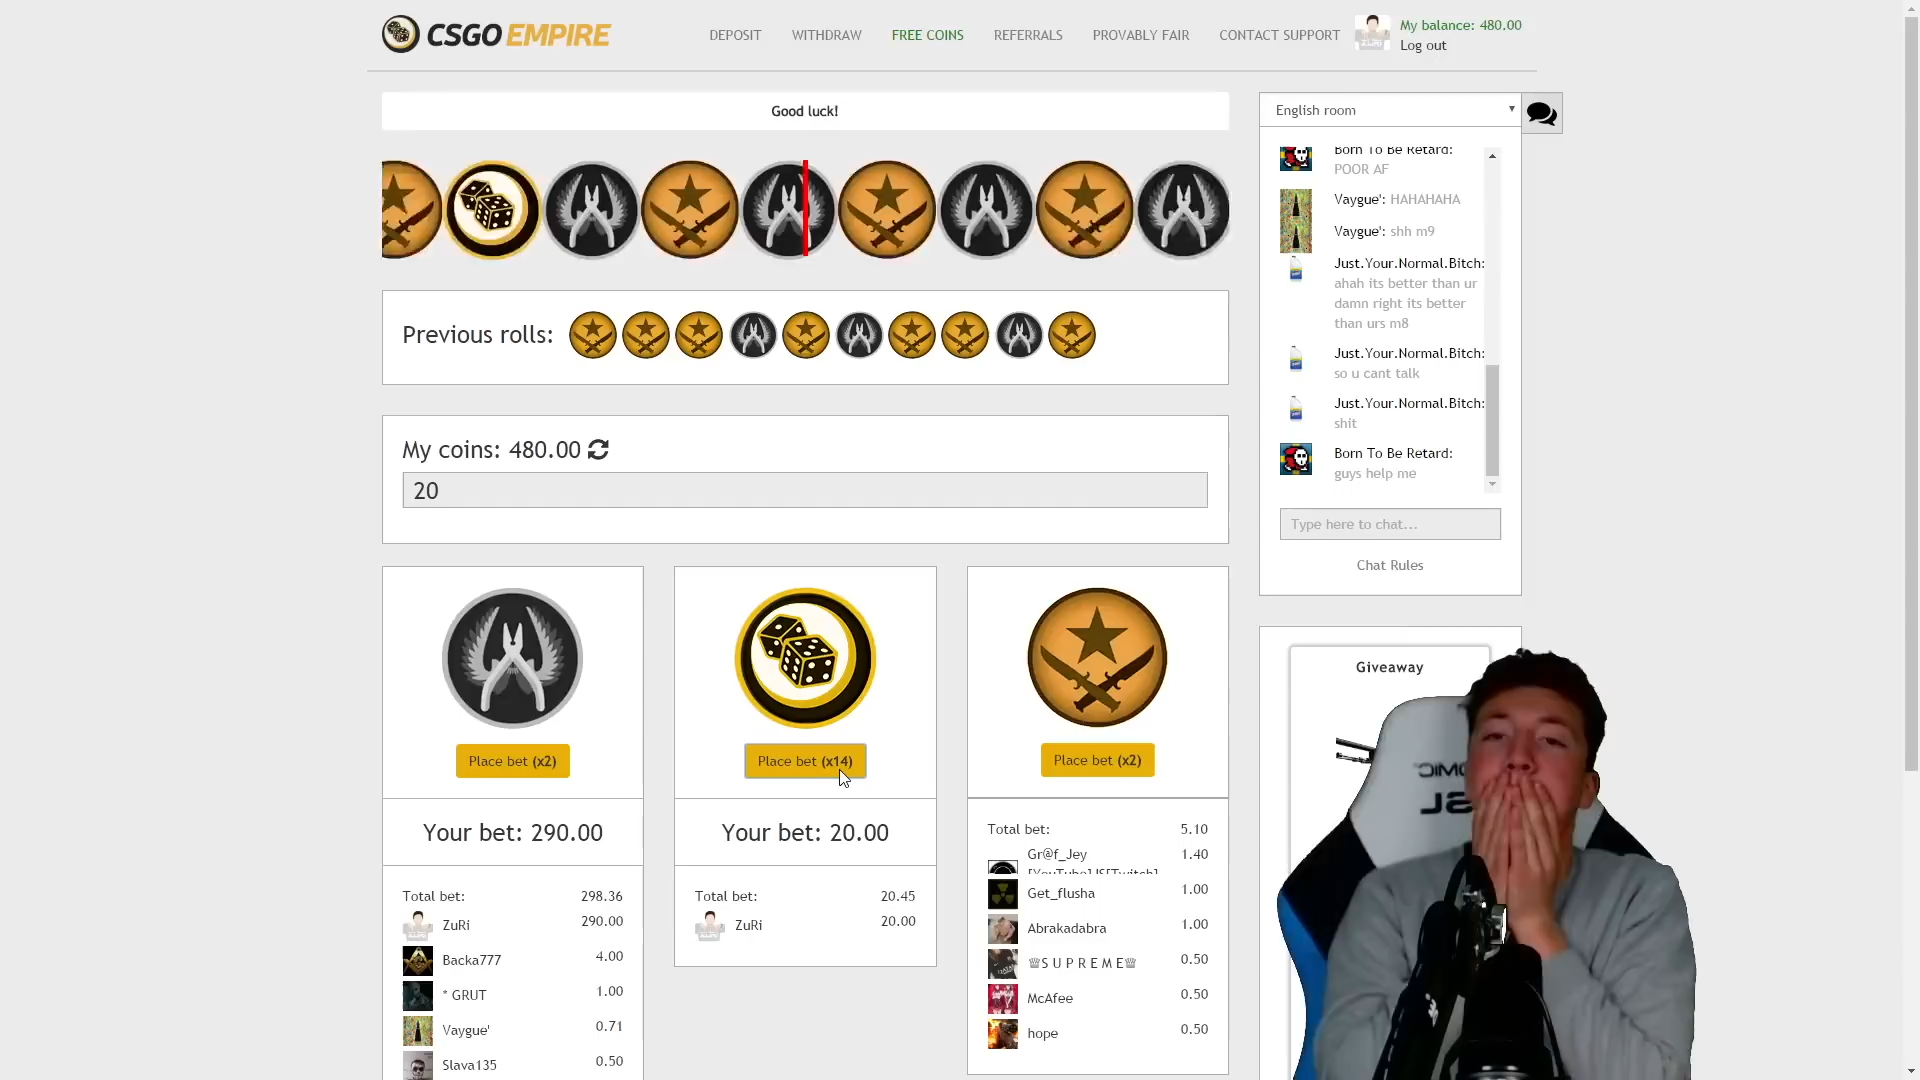 CSGO EMPIRE
DEPOSIT WITHDRAW FREE COINS REFERRALS PROVABLY FAIR CONTACT SUPPORT
My balance: 480.00
Log out
Good luck!
Previous rolls:
My coins: 480.00
20
Place bet (x2)
Your bet: 290.00
Total bet: 298.36
ZuRi 290.00
Backa777 4.00
* GRUT 1.00
Vaygue' 0.71
Slava135 0.50
Place bet (x14)
Your bet: 20.00
Total bet: 20.45
ZuRi 20.00
Place bet (x2)
Total bet: 5.10
Gr@f_Jey 1.40
[YouTube]JS[Twitch]
Get_flusha 1.00
Abrakadabra 1.00
♕S U P R E M E♕ 0.50
McAfee 0.50
hope 0.50
English room
Born To Be Retard:
POOR AF
Vaygue': HAHAHAHA
Vaygue': shh m9
Just.Your.Normal.Bitch:
ahah its better than ur
damn right its better
than urs m8
Just.Your.Normal.Bitch:
so u cant talk
Just.Your.Normal.Bitch:
shit
Born To Be Retard:
guys help me
Type here to chat...
Chat Rules
Giveaway